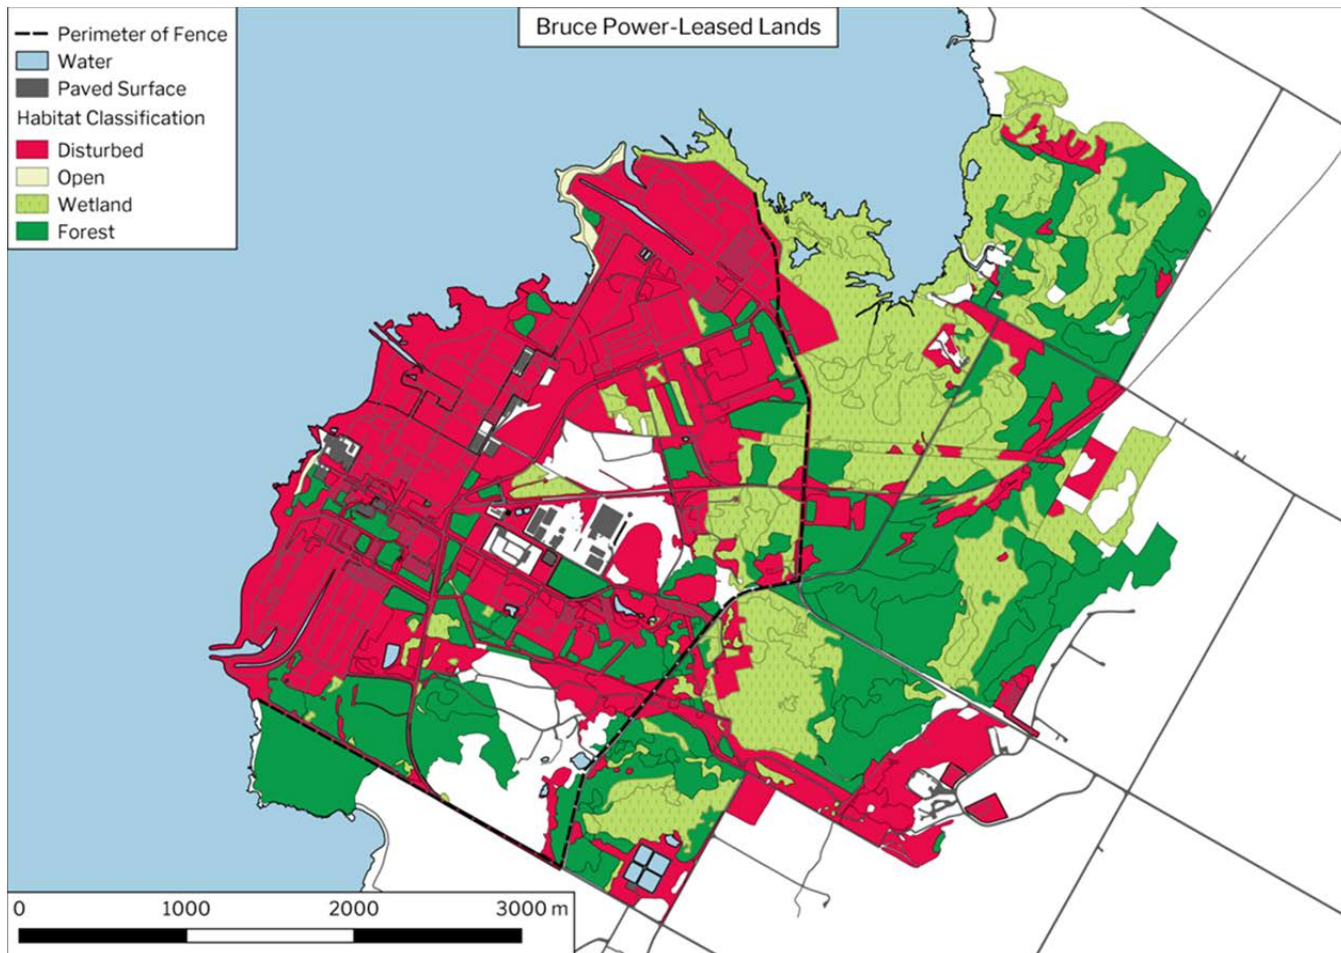 Bruce Power-Leased Lands
Perimeter of Fence
Water
Paved Surface
Habitat Classification
Disturbed
Open
Wetland
Forest
0 1000 2000 3000 m